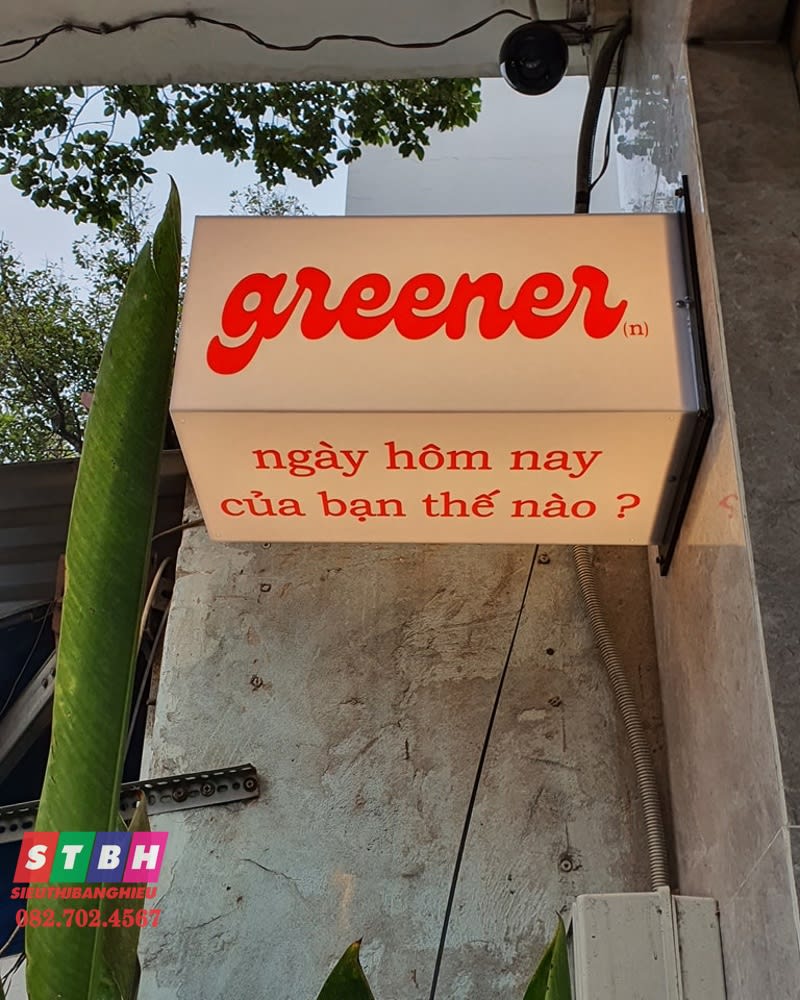 greener (n)
ngày hôm nay
của bạn thế nào ?
STBH
SIEUTHIBANGHIEU
082.702.4567